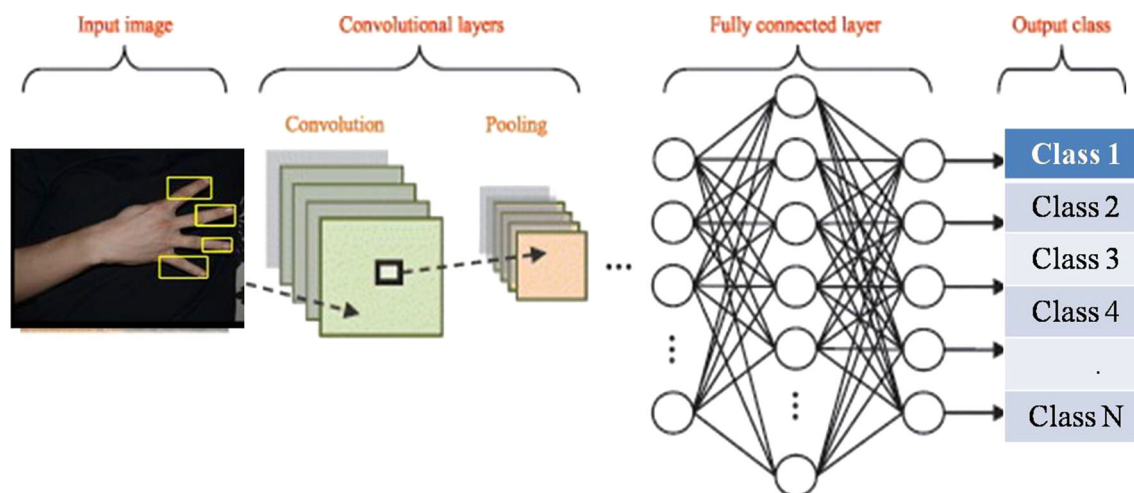 Input image
Convolutional layers
Fully connected layer
Output class
Convolution
Pooling
...
Class 1
Class 2
Class 3
Class 4
.
Class N